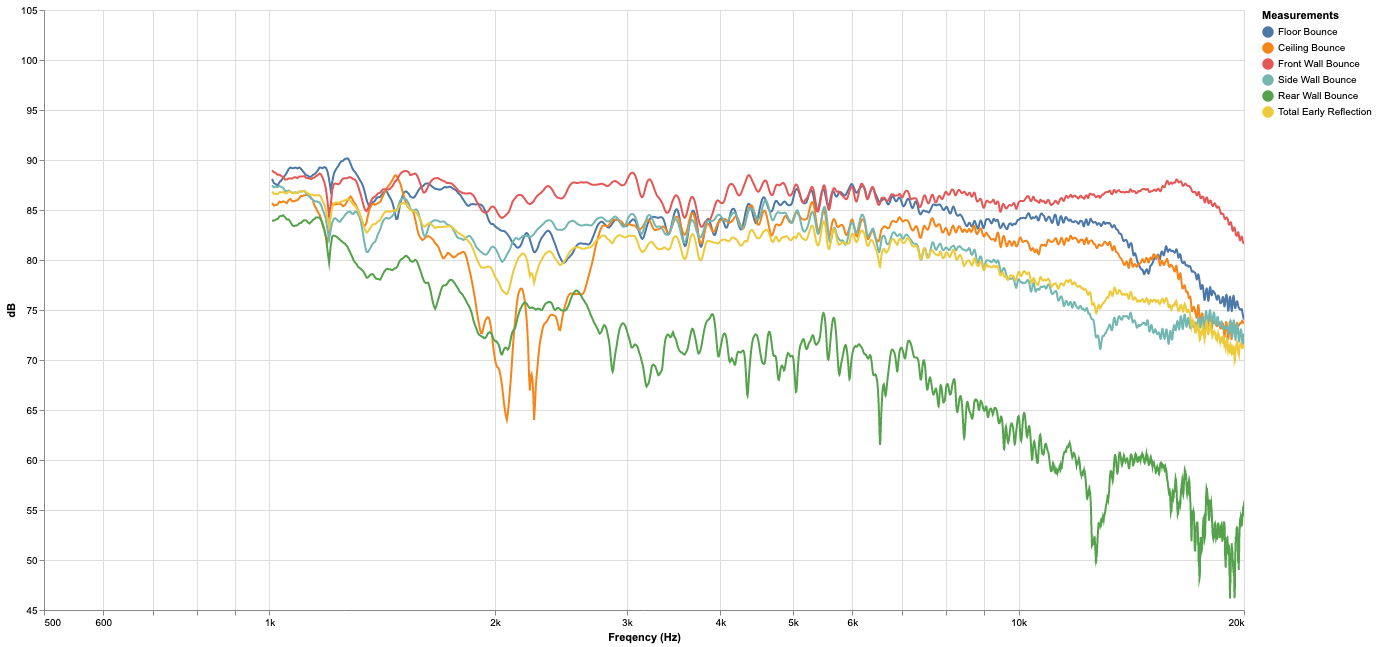 105
100
95
90
85
80
75
70
65
60
55
50
45
dB
500 600 1k 2k 3k 4k 5k 6k 10k 20k
Freqency (Hz)
Measurements
Floor Bounce
Ceiling Bounce
Front Wall Bounce
Side Wall Bounce
Rear Wall Bounce
Total Early Reflection